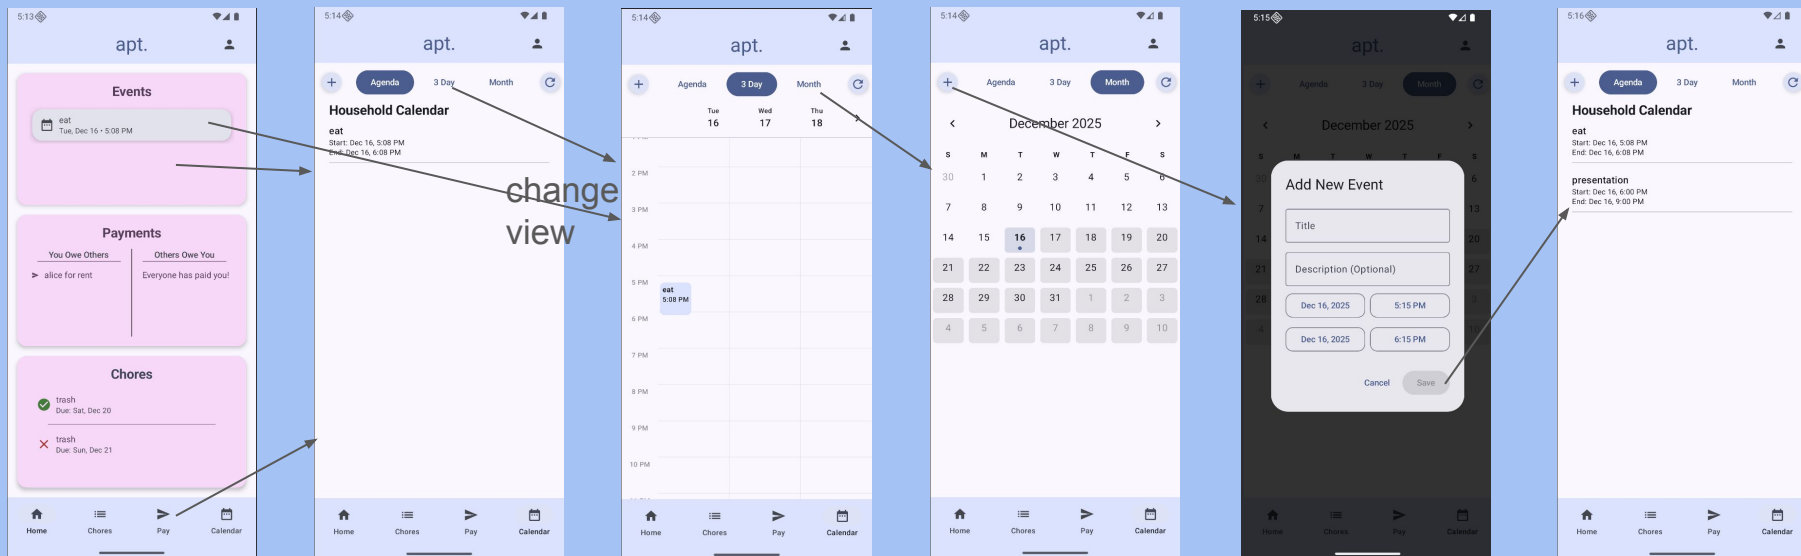 5:13
apt.
Events
eat
Tue, Dec 16 • 5:08 PM
Payments
You Owe Others
Others Owe You
alice for rent
Everyone has paid you!
Chores
trash
Due: Sat, Dec 20
trash
Due: Sun, Dec 21
Home Chores Pay Calendar
5:14
apt.
+ Agenda 3 Day Month
Household Calendar
eat
Start: Dec 16, 5:08 PM
End: Dec 16, 6:08 PM
Home Chores Pay Calendar
change
view
5:14
apt.
+ Agenda 3 Day Month
Tue Wed Thu
16 17 18
2 PM
3 PM
4 PM
5 PM
eat
5:08 PM
6 PM
7 PM
8 PM
9 PM
10 PM
Home Chores Pay Calendar
5:14
apt.
+ Agenda 3 Day Month
< December 2025 >
S M T W T F S
30 1 2 3 4 5 6
7 8 9 10 11 12 13
14 15 16 17 18 19 20
21 22 23 24 25 26 27
28 29 30 31 1 2 3
4 5 6 7 8 9 10
Home Chores Pay Calendar
5:15
apt.
+ Agenda 3 Day Month
< December 2025 >
Add New Event
Title
Description (Optional)
Dec 16, 2025 5:15 PM
Dec 16, 2025 6:15 PM
Cancel Save
Home Chores Pay Calendar
5:16
apt.
+ Agenda 3 Day Month
Household Calendar
eat
Start: Dec 16, 5:08 PM
End: Dec 16, 6:08 PM
presentation
Start: Dec 16, 6:00 PM
End: Dec 16, 9:00 PM
Home Chores Pay Calendar